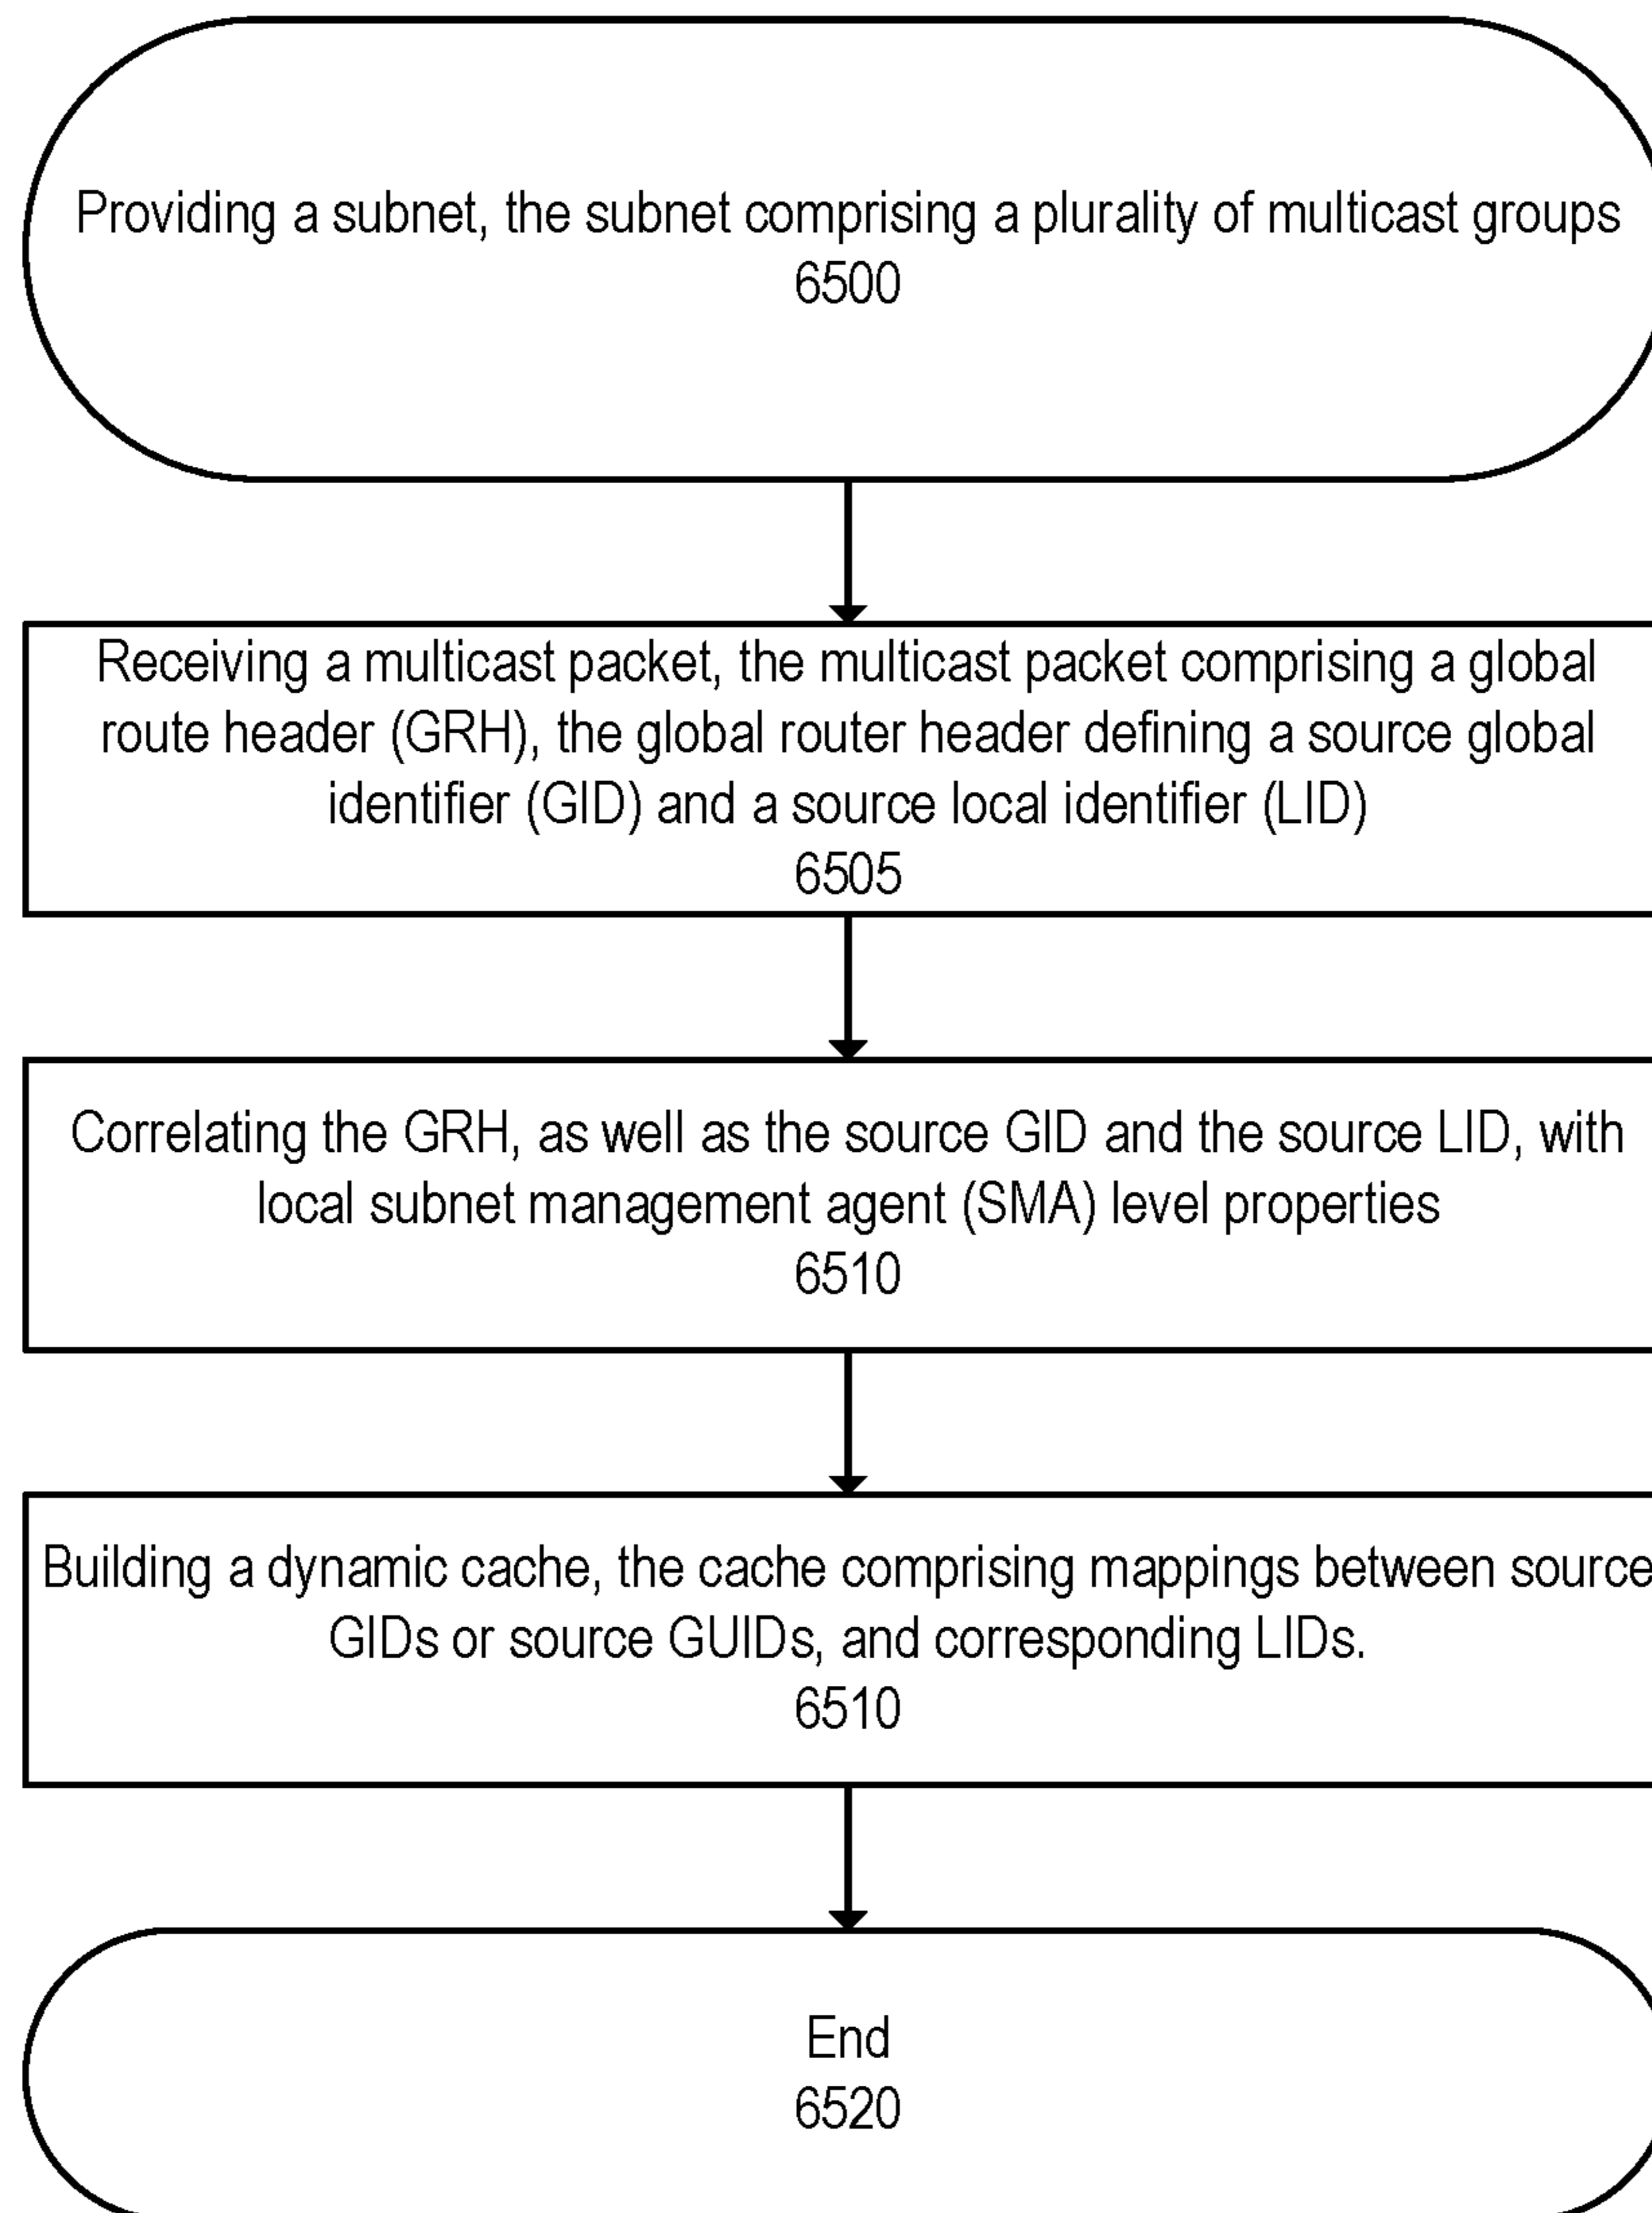 Providing a subnet, the subnet comprising a plurality of multicast groups
6500
Receiving a multicast packet, the multicast packet comprising a global
route header (GRH), the global router header defining a source global
identifier (GID) and a source local identifier (LID)
6505
Correlating the GRH, as well as the source GID and the source LID, with
local subnet management agent (SMA) level properties
6510
Building a dynamic cache, the cache comprising mappings between source
GIDs or source GUIDs, and corresponding LIDs.
6510
End
6520